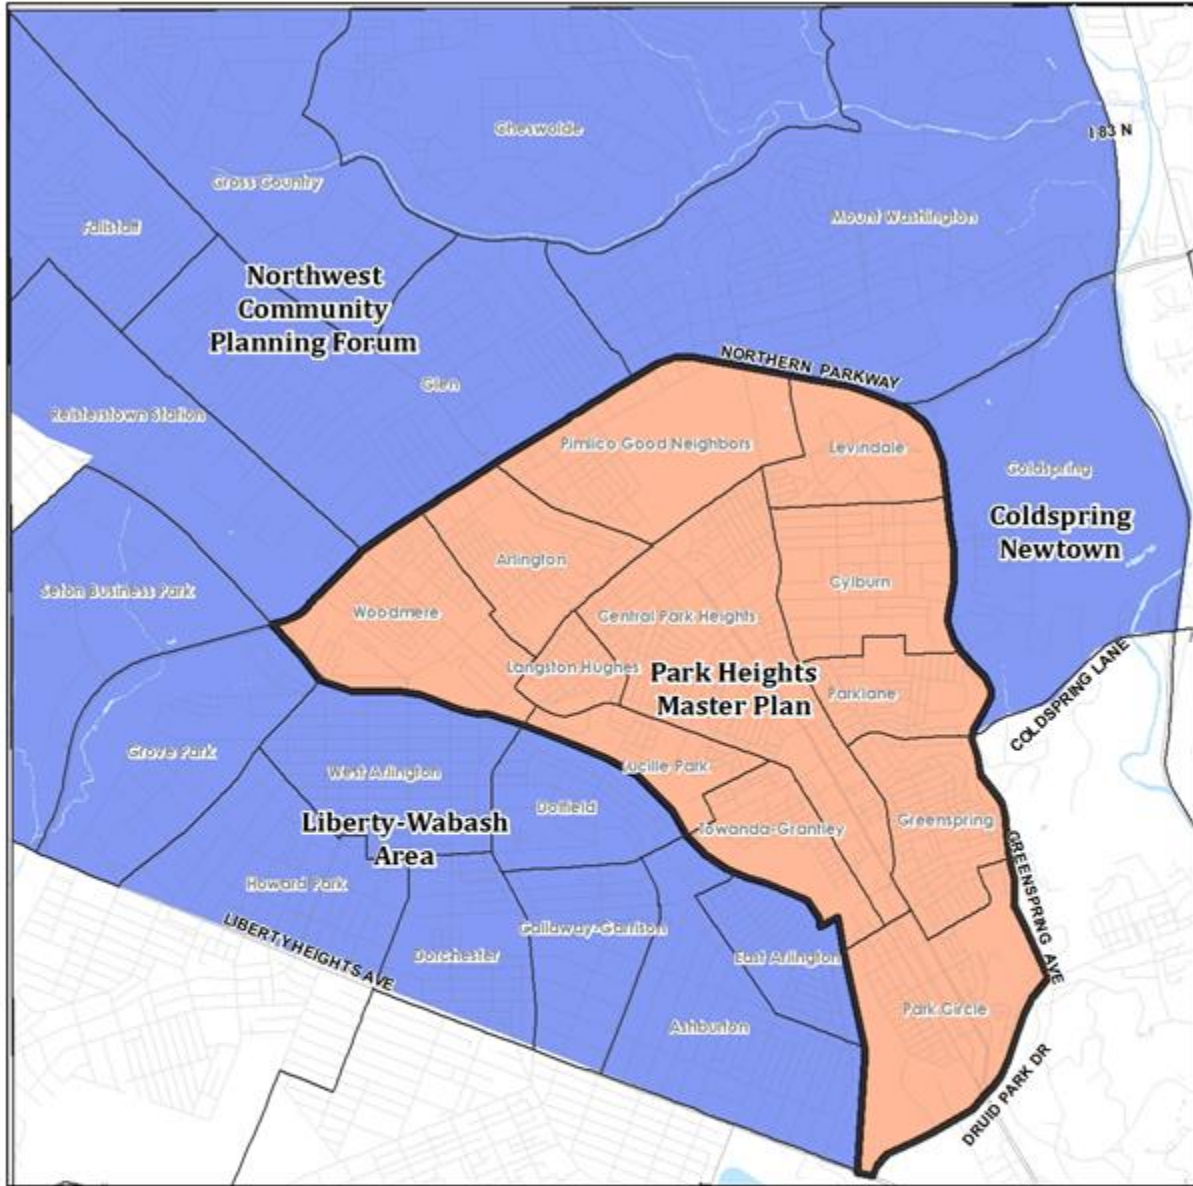 Cheswolde
I 83 N
Cross Country
Mount Washington
Fallstaff
Northwest
Community
Planning Forum
NORTHERN PARKWAY
Glen
Reisterstown Station
Pimlico Good Neighbors
Levindale
Coldspring
Coldspring
Newtown
Arlington
Cylburn
Seton Business Park
Woodmere
Central Park Heights
Langston Hughes
Park Heights
Master Plan
Parklane
COLDSPRING LANE
Grove Park
West Arlington
Lucille Park
Dolfield
Liberty-Wabash
Area
Towanda-Grantley
Greenspring
Howard Park
GREENSPRING AVE
LIBERTY HEIGHTS AVE
Callaway-Garrison
Dorchester
East Arlington
Park Circle
Ashburton
DRUID PARK DR